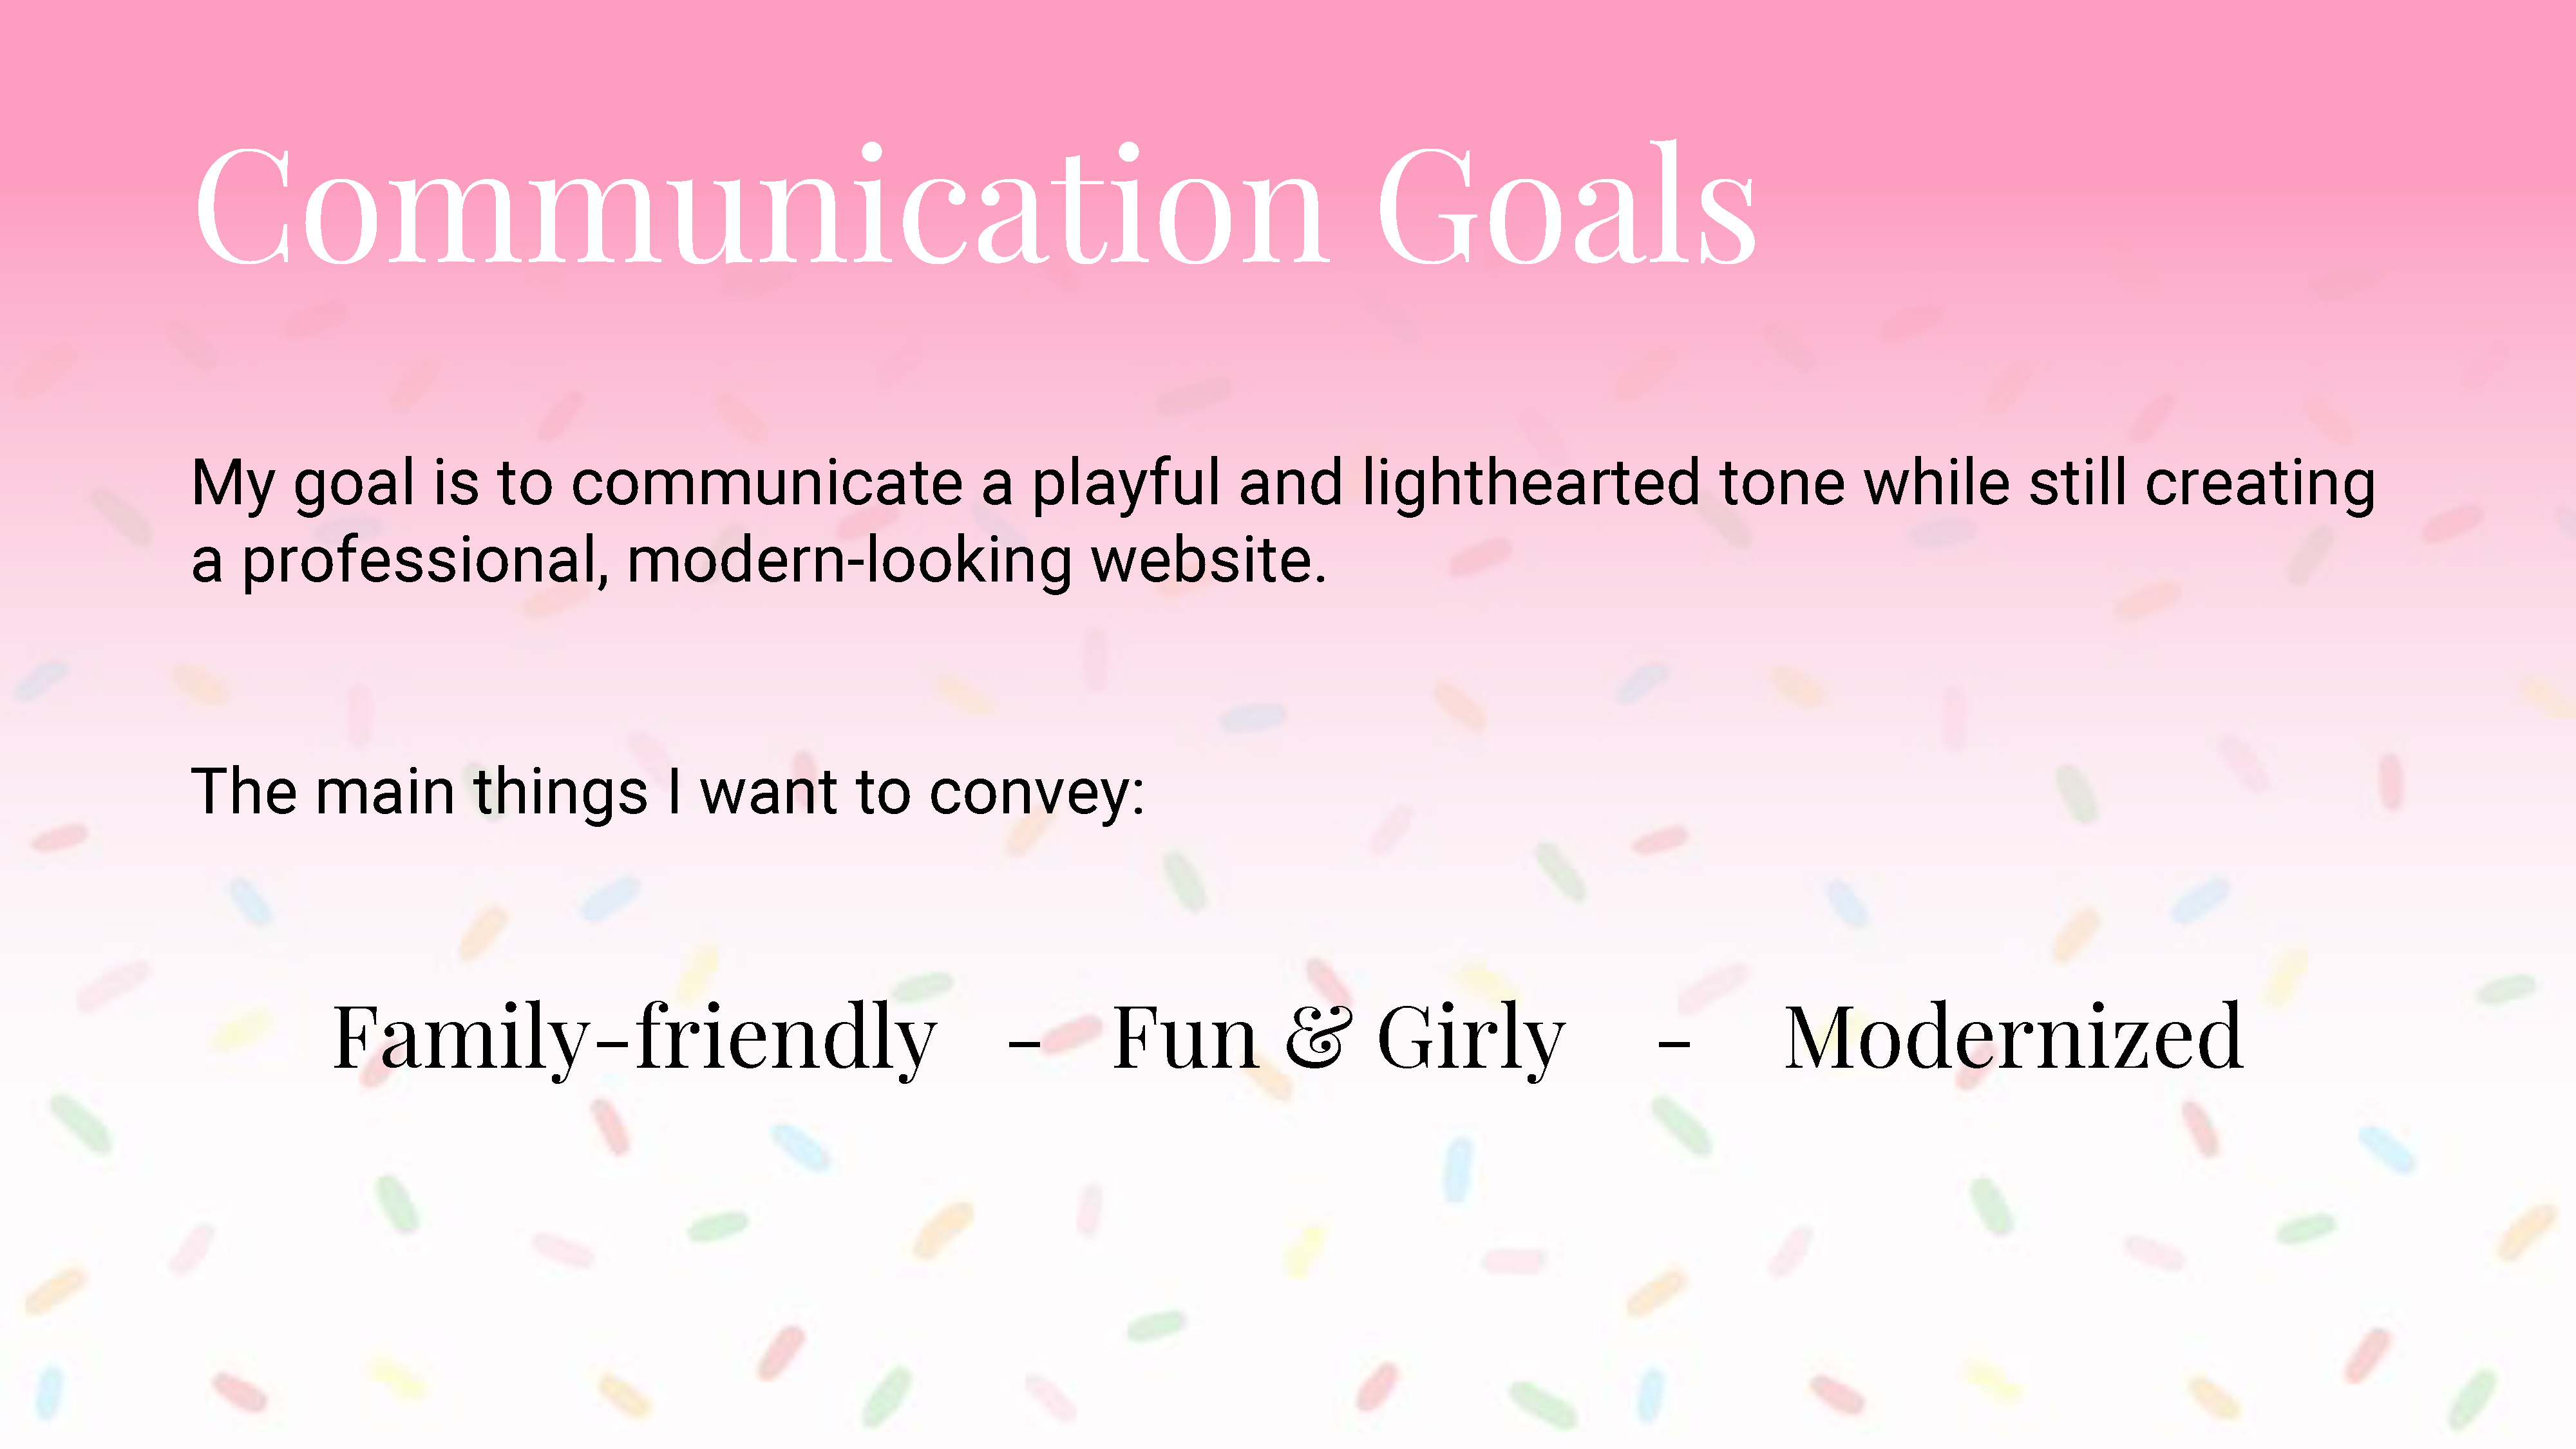 Communication Goals
My goal is to communicate a playful and lighthearted tone while still creating
a professional, modern-looking website.
The main things I want to convey:
Family-friendly - Fun & Girly - Modernized